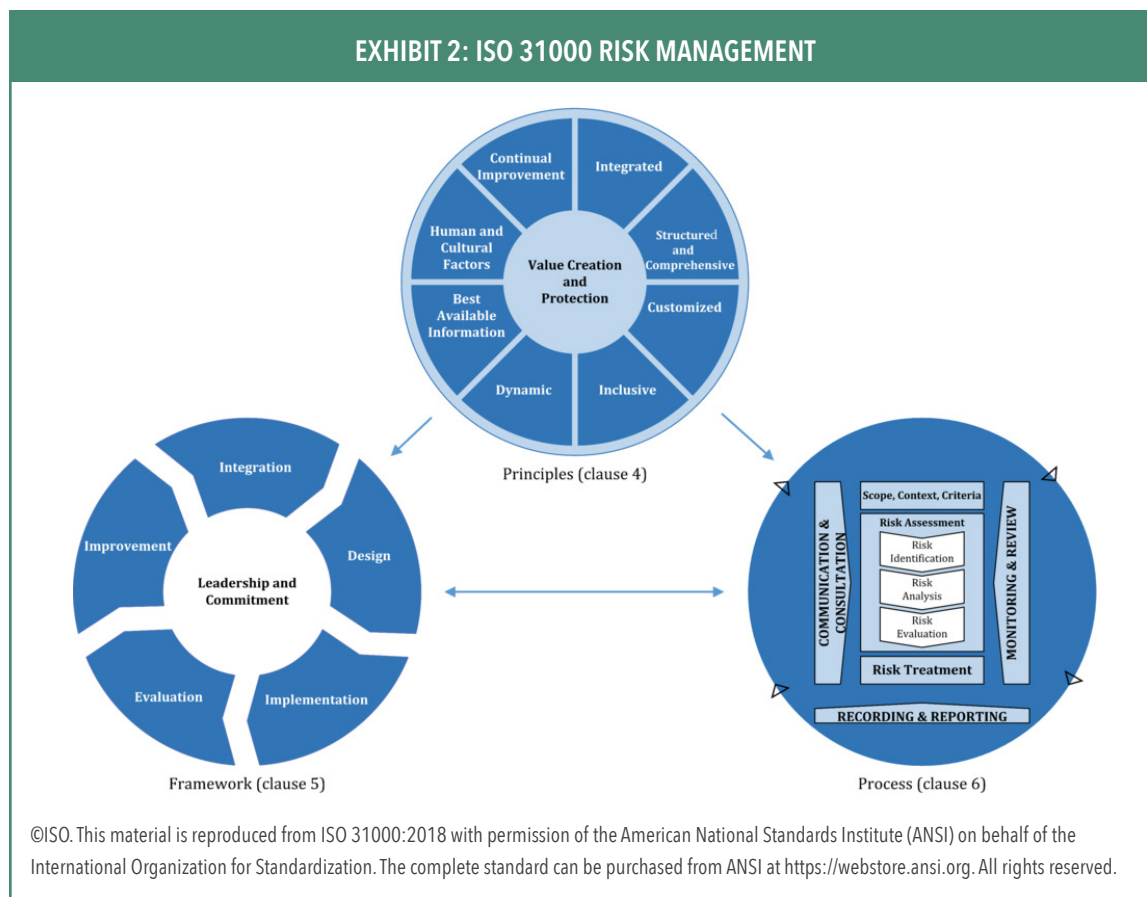 EXHIBIT 2: ISO 31000 RISK MANAGEMENT
Continual
Improvement
Integrated
Human and
Cultural
Factors
Structured
and
Comprehensive
Value Creation
and
Protection
Best
Available
Information
Customized
Dynamic
Inclusive
Principles (clause 4)
Integration
Improvement
Design
Leadership and
Commitment
Evaluation
Implementation
Framework (clause 5)
Scope, Context, Criteria
COMMUNICATION &
CONSULTATION
Risk Assessment
Risk
Identification
Risk
Analysis
Risk
Evaluation
MONITORING & REVIEW
Risk Treatment
RECORDING & REPORTING
Process (clause 6)
©ISO. This material is reproduced from ISO 31000:2018 with permission of the American National Standards Institute (ANSI) on behalf of the
International Organization for Standardization. The complete standard can be purchased from ANSI at https://webstore.ansi.org. All rights reserved.